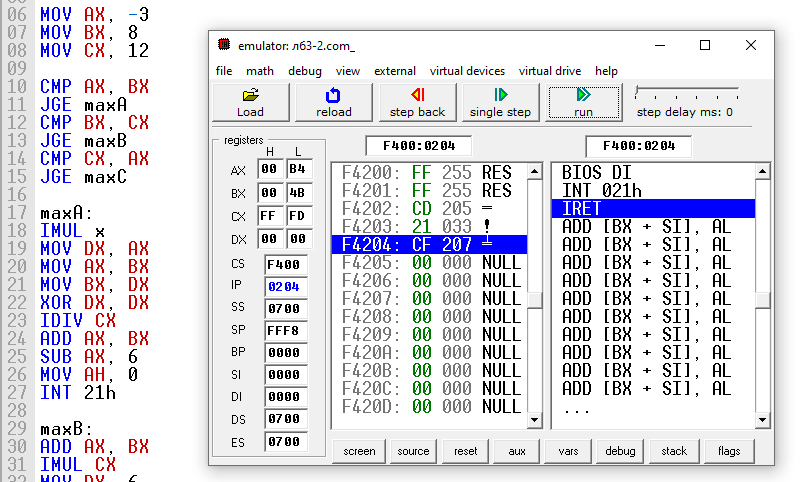 06 MOV AX, -3
07 MOV BX, 8
08 MOV CX, 12
09
10 CMP AX, BX
11 JGE maxA
12 CMP BX, CX
13 JGE maxB
14 CMP CX, AX
15 JGE maxC
16
17 maxA:
18 IMUL x
19 MOV DX, AX
20 MOV AX, BX
21 MOV BX, DX
22 XOR DX, DX
23 IDIV CX
24 ADD AX, BX
25 SUB AX, 6
26 MOV AH, 0
27 INT 21h
28
29 maxB:
30 ADD AX, BX
31 IMUL CX
emulator: лб3-2.com_
file math debug view external virtual devices virtual drive help
Load reload step back single step run step delay ms: 0
registers
H L
AX 00 B4
BX 00 4B
CX FF FD
DX 00 00
CS F400
IP 0204
SS 0700
SP FFF8
BP 0000
SI 0000
DI 0000
DS 0700
ES 0700
F400:0204
F4200: FF 255 RES
F4201: FF 255 RES
F4202: CD 205 =
F4203: 21 033 !
F4204: CF 207 ╧
F4205: 00 000 NULL
F4206: 00 000 NULL
F4207: 00 000 NULL
F4208: 00 000 NULL
F4209: 00 000 NULL
F420A: 00 000 NULL
F420B: 00 000 NULL
F420C: 00 000 NULL
F420D: 00 000 NULL
F400:0204
BIOS DI
INT 021h
IRET
ADD [BX + SI], AL
ADD [BX + SI], AL
ADD [BX + SI], AL
ADD [BX + SI], AL
ADD [BX + SI], AL
ADD [BX + SI], AL
ADD [BX + SI], AL
ADD [BX + SI], AL
ADD [BX + SI], AL
ADD [BX + SI], AL
...
screen source reset aux vars debug stack flags